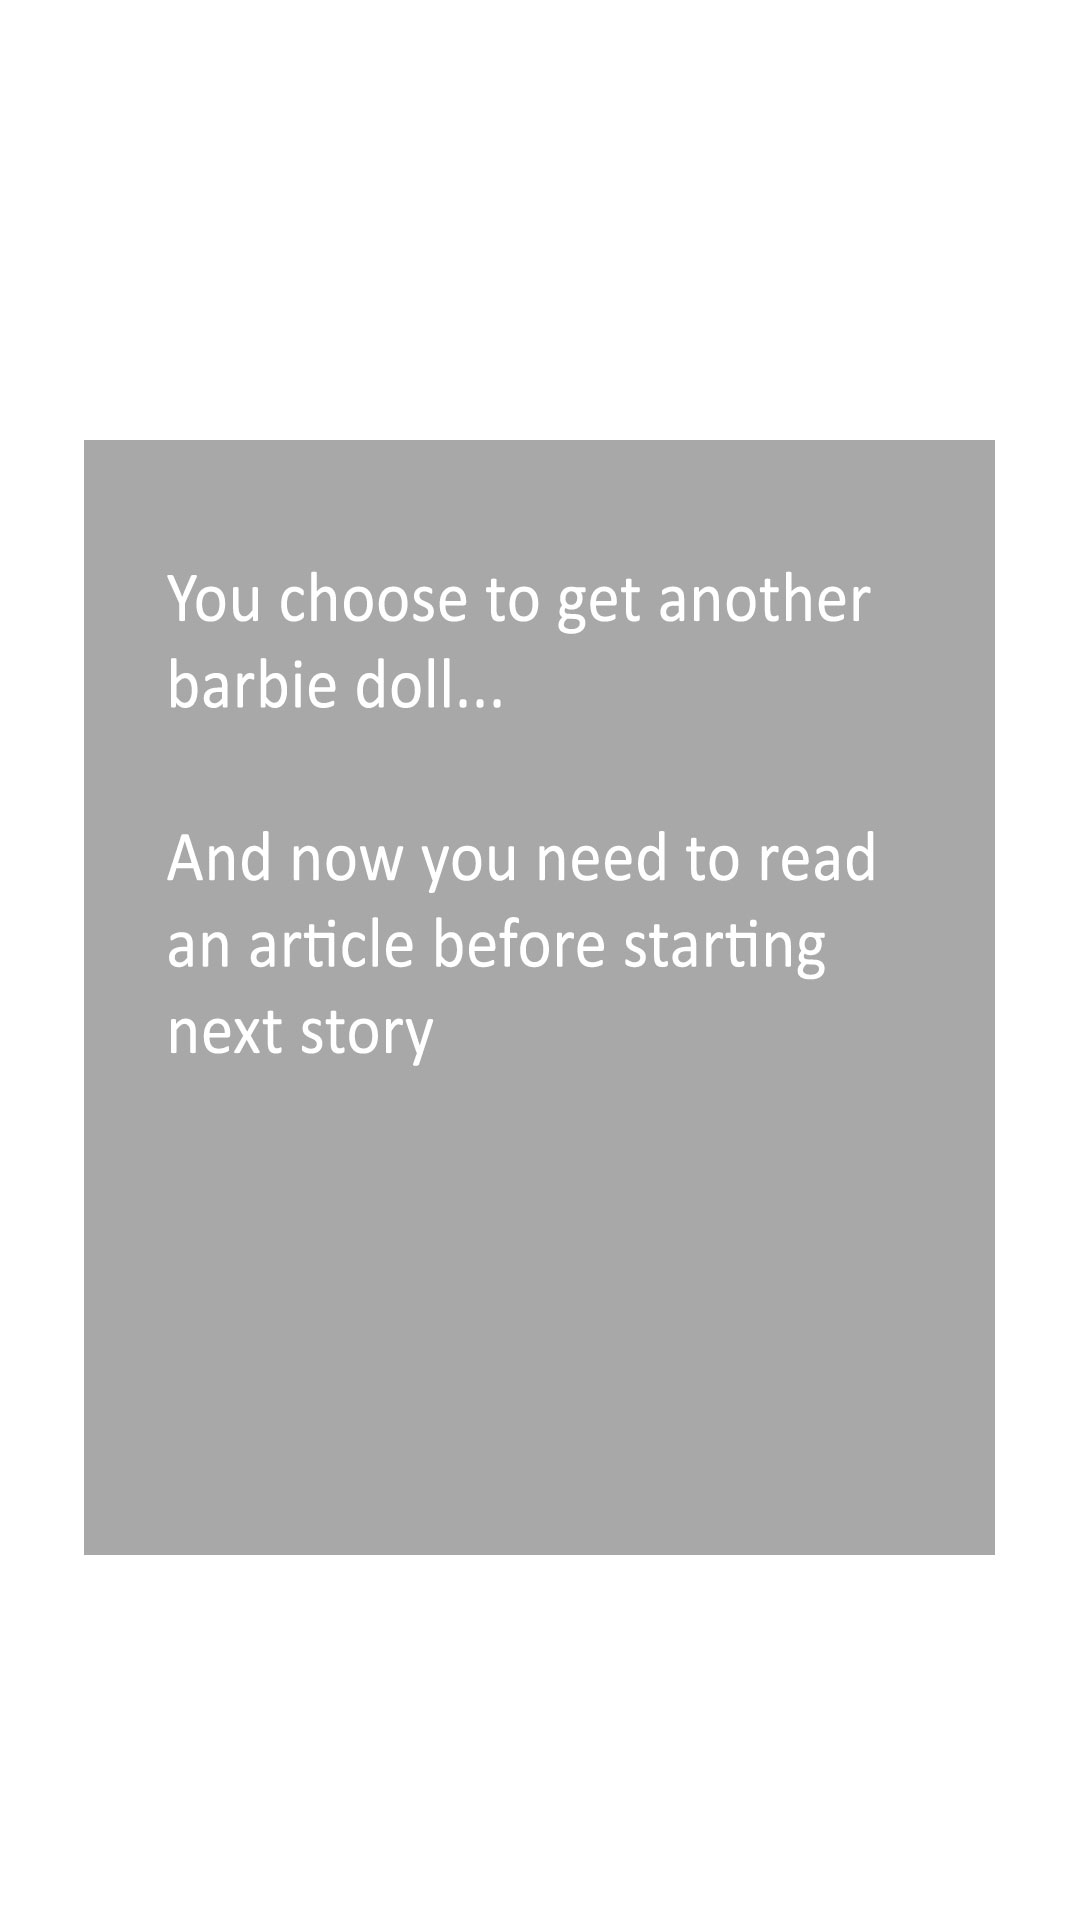 You choose to get another
barbie doll...
And now you need to read
an article before starting
next story